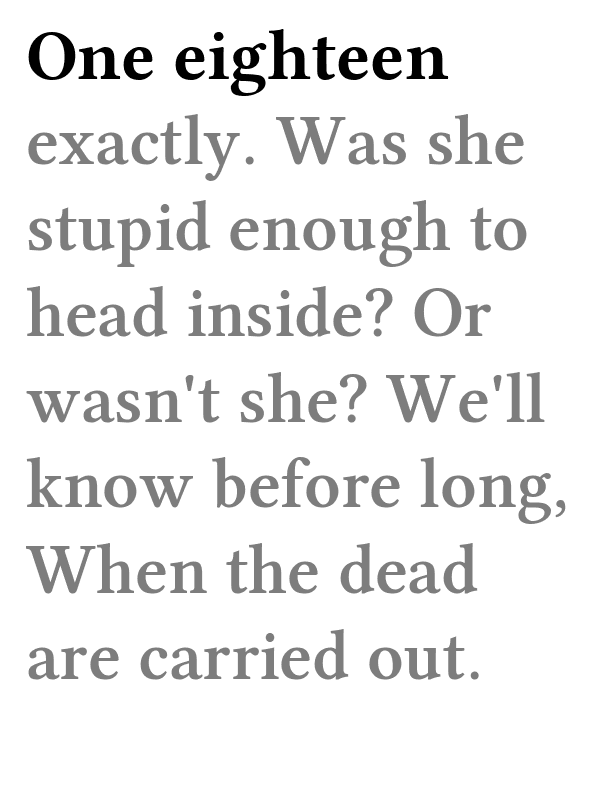 One eighteen
exactly. Was she
stupid enough to
head inside? Or
wasn't she? We'll
know before long,
When the dead
are carried out.